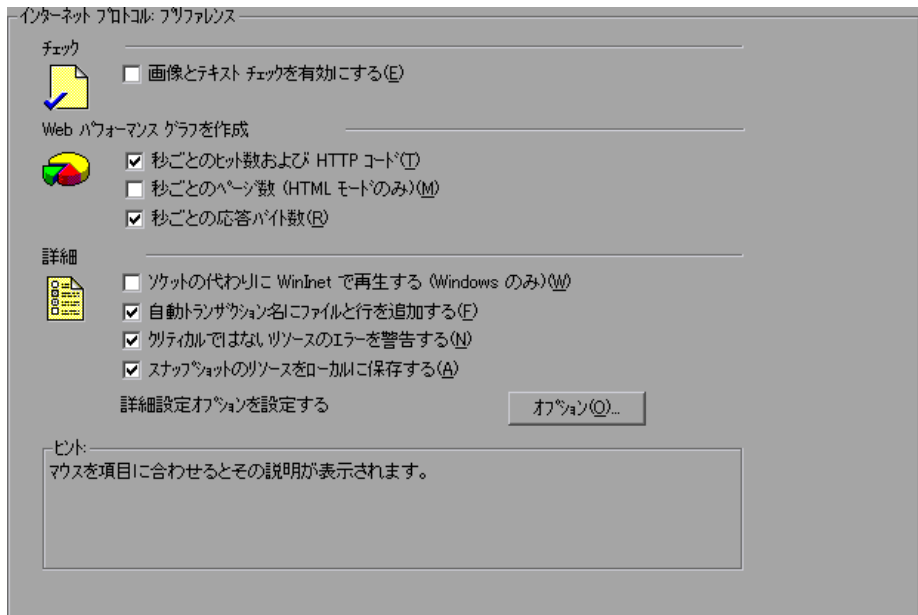 インターネット プロトコル: プリファレンス
チェック
画像とテキスト チェックを有効にする(E)
Web パフォーマンス グラフを作成
秒ごとのヒット数および HTTP コード(T)
秒ごとのページ数 (HTML モードのみ)(M)
秒ごとの応答バイト数(R)
詳細
ソケットの代わりに WinInet で再生する (Windows のみ)(W)
自動トランザクション名にファイルと行を追加する(F)
クリティカルではないリソースのエラーを警告する(N)
スナップショットのリソースをローカルに保存する(A)
詳細設定オプションを設定する
オプション(O)...
ヒント:
マウスを項目に合わせるとその説明が表示されます。